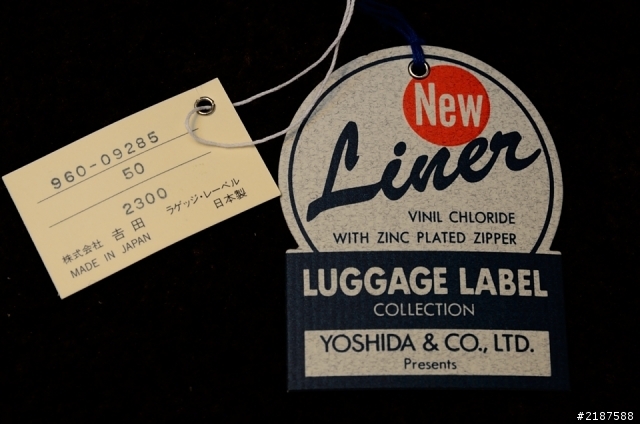 960-09285
50
2300
ラゲッジ・レーベル
株式会社 吉田 日本製
MADE IN JAPAN
New
Liner
VINIL CHLORIDE
WITH ZINC PLATED ZIPPER
LUGGAGE LABEL
COLLECTION
YOSHIDA & CO., LTD.
Presents
#2187588